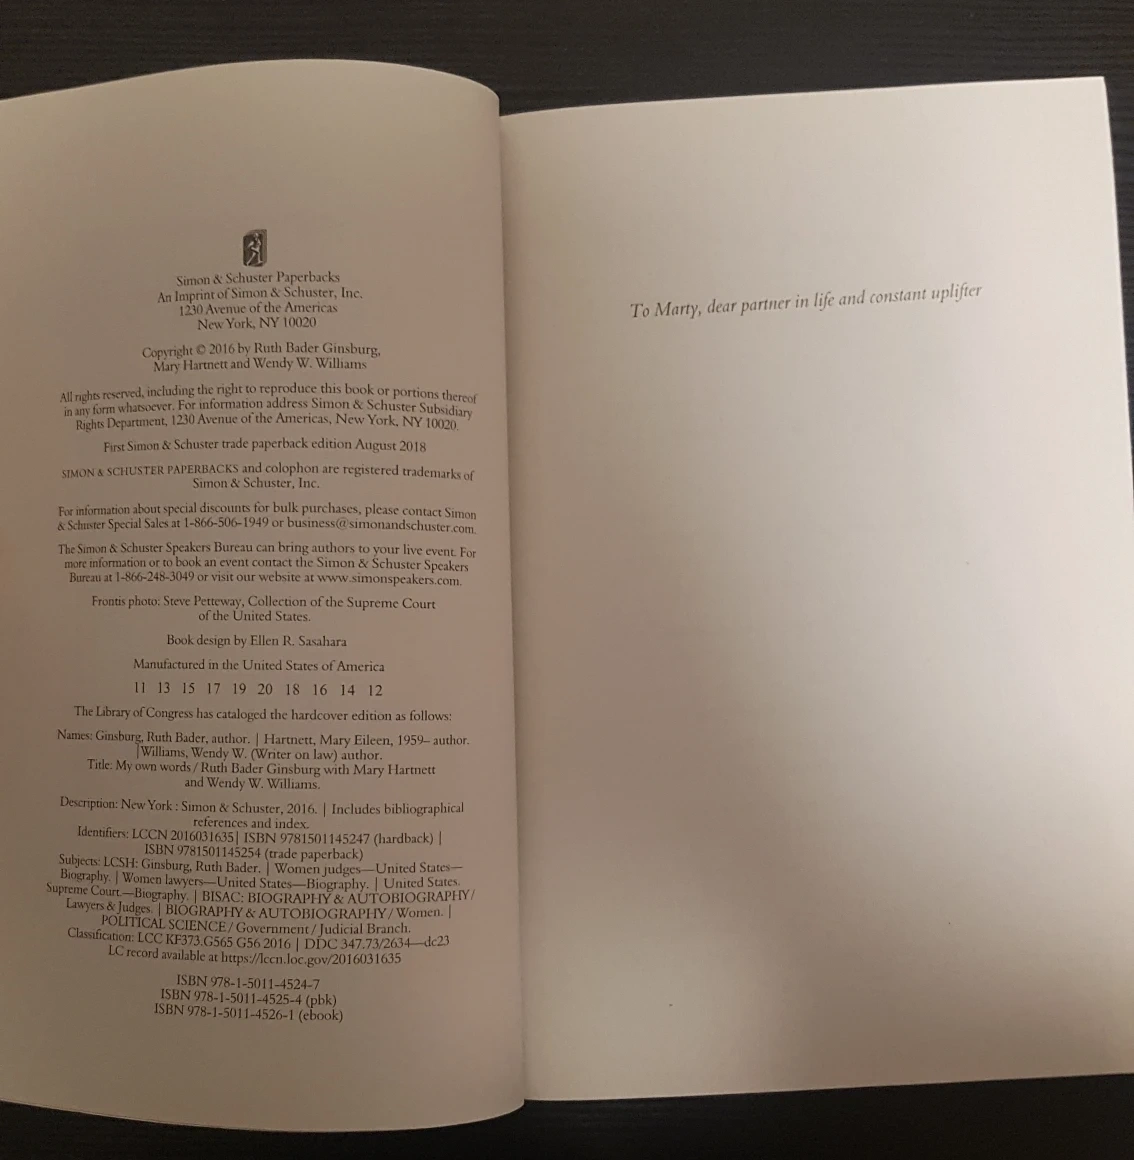 Simon & Schuster Paperbacks
An Imprint of Simon & Schuster, Inc.
1230 Avenue of the Americas
New York, NY 10020
Copyright © 2016 by Ruth Bader Ginsburg,
Mary Hartnett and Wendy W. Williams
All rights reserved, including the right to reproduce this book or portions thereof
in any form whatsoever. For information address Simon & Schuster Subsidiary
Rights Department, 1230 Avenue of the Americas, New York, NY 10020.
First Simon & Schuster trade paperback edition August 2018
SIMON & SCHUSTER PAPERBACKS and colophon are registered trademarks of
Simon & Schuster, Inc.
For information about special discounts for bulk purchases, please contact Simon
& Schuster Special Sales at 1-866-506-1949 or business@simonandschuster.com.
The Simon & Schuster Speakers Bureau can bring authors to your live event. For
more information or to book an event contact the Simon & Schuster Speakers
Bureau at 1-866-248-3049 or visit our website at www.simonspeakers.com.
Frontis photo: Steve Petteway, Collection of the Supreme Court
of the United States.
Book design by Ellen R. Sasahara
Manufactured in the United States of America
11 13 15 17 19 20 18 16 14 12
The Library of Congress has cataloged the hardcover edition as follows:
Names: Ginsburg, Ruth Bader, author. | Hartnett, Mary Eileen, 1959– author.
|Williams, Wendy W. (Writer on law) author.
Title: My own words / Ruth Bader Ginsburg with Mary Hartnett
and Wendy W. Williams.
Description: New York : Simon & Schuster, 2016. | Includes bibliographical
references and index.
Identifiers: LCCN 2016031635| ISBN 9781501145247 (hardback) |
ISBN 9781501145254 (trade paperback)
Subjects: LCSH: Ginsburg, Ruth Bader. | Women judges—United States—
Biography. | Women lawyers—United States—Biography. | United States.
Supreme Court.—Biography. | BISAC: BIOGRAPHY & AUTOBIOGRAPHY /
Lawyers & Judges. | BIOGRAPHY & AUTOBIOGRAPHY / Women. |
POLITICAL SCIENCE / Government / Judicial Branch.
Classification: LCC KF373.G565 G56 2016 | DDC 347.73/2634—dc23
LC record available at https://lccn.loc.gov/2016031635
ISBN 978-1-5011-4524-7
ISBN 978-1-5011-4525-4 (pbk)
ISBN 978-1-5011-4526-1 (ebook)
To Marty, dear partner in life and constant uplifter